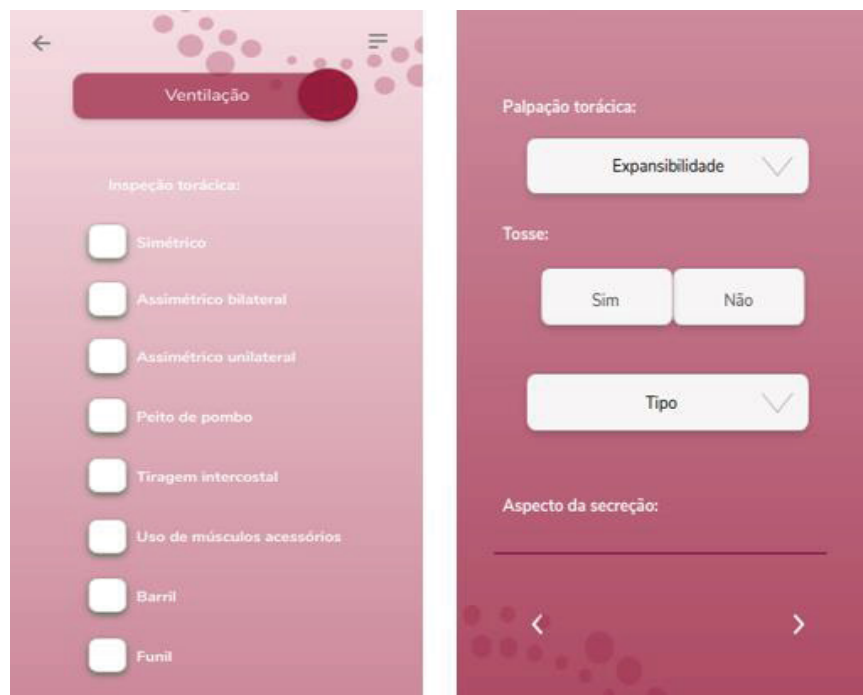 Ventilação
Inspeção torácica:
Simétrico
Assimétrico bilateral
Assimétrico unilateral
Peito de pombo
Tiragem intercostal
Uso de músculos acessórios
Barril
Funil
Palpação torácica:
Expansibilidade
Tosse:
Sim Não
Tipo
Aspecto da secreção: